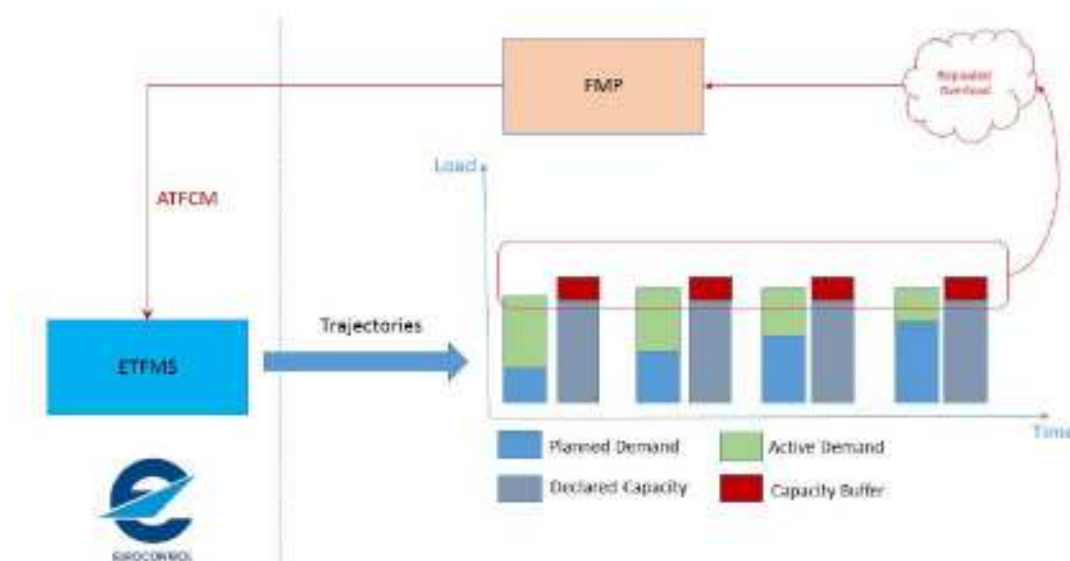 FMP
Repeated
Overload
Load
ATFCM
Trajectories
ETFMS
Time
Planned Demand
Active Demand
Declared Capacity
Capacity Buffer
EUROCONTROL